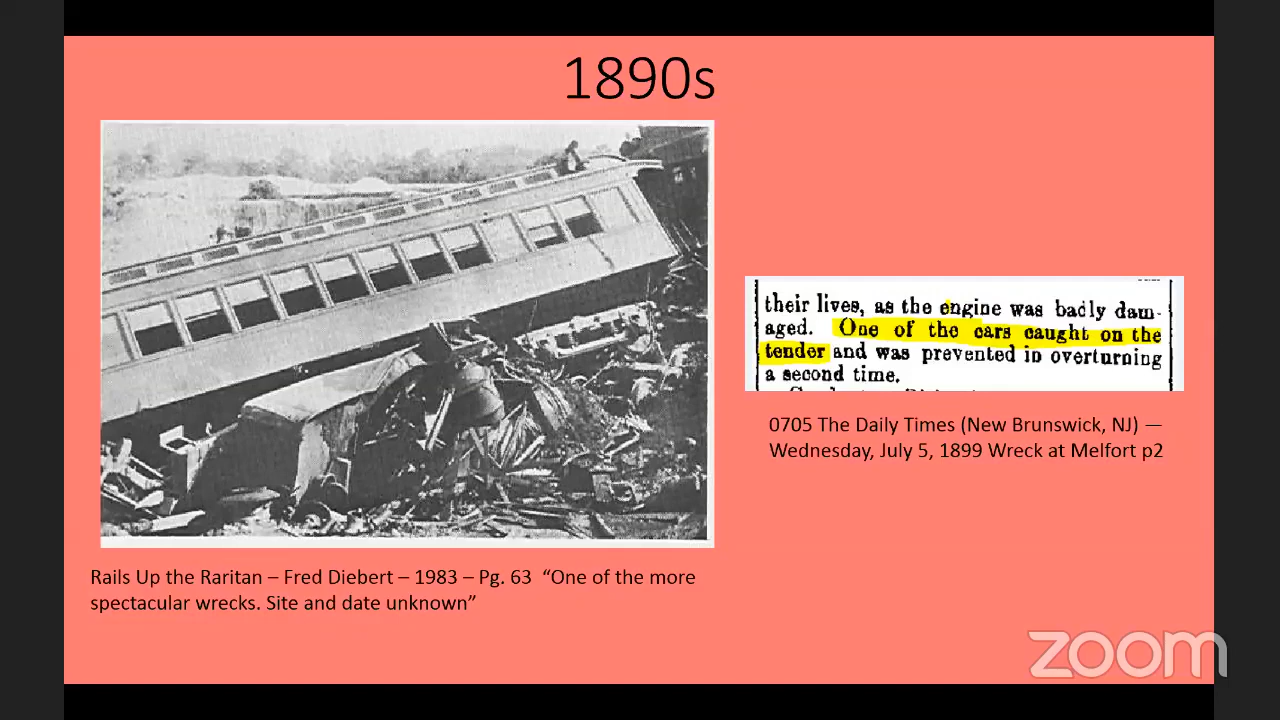 1890s
their lives, as the engine was badly dam-
aged. One of the cars caught on the
tender and was prevented in overturning
a second time.
0705 The Daily Times (New Brunswick, NJ) —
Wednesday, July 5, 1899 Wreck at Melfort p2
Rails Up the Raritan – Fred Diebert – 1983 – Pg. 63 “One of the more
spectacular wrecks. Site and date unknown”
zoom